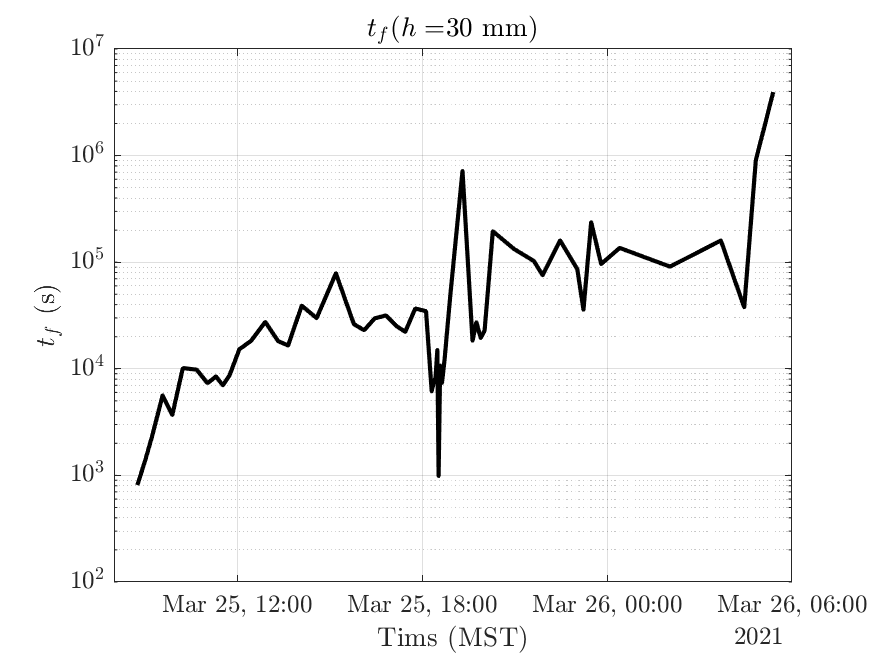 t_f(h =30 mm)
10^7
10^6
10^5
10^4
10^3
10^2
t_f (s)
Mar 25, 12:00 Mar 25, 18:00 Mar 26, 00:00 Mar 26, 06:00
Tims (MST) 2021